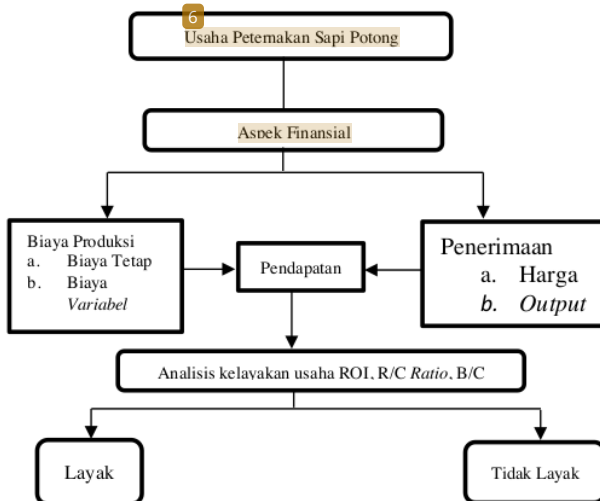 6
Usaha Peternakan Sapi Potong
Aspek Finansial
Biaya Produksi
a. Biaya Tetap
b. Biaya
Variabel
Pendapatan
Penerimaan
a. Harga
b. Output
Analisis kelayakan usaha ROI, R/C Ratio, B/C
Layak
Tidak Layak